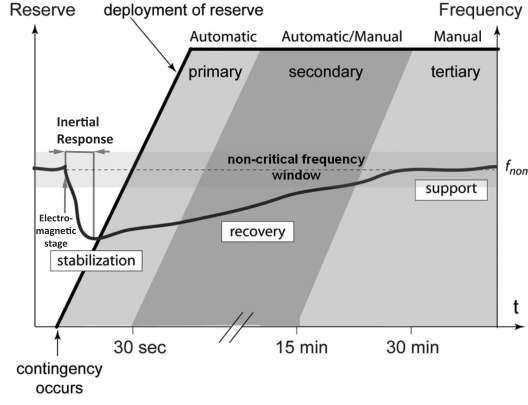 Reserve
deployment of reserve
Frequency
Automatic
Automatic/Manual
Manual
primary
secondary
tertiary
Inertial
Response
non-critical frequency
window
fnom
Electro-
magnetic
stage
support
recovery
stabilization
t
30 sec
15 min
30 min
contingency
occurs